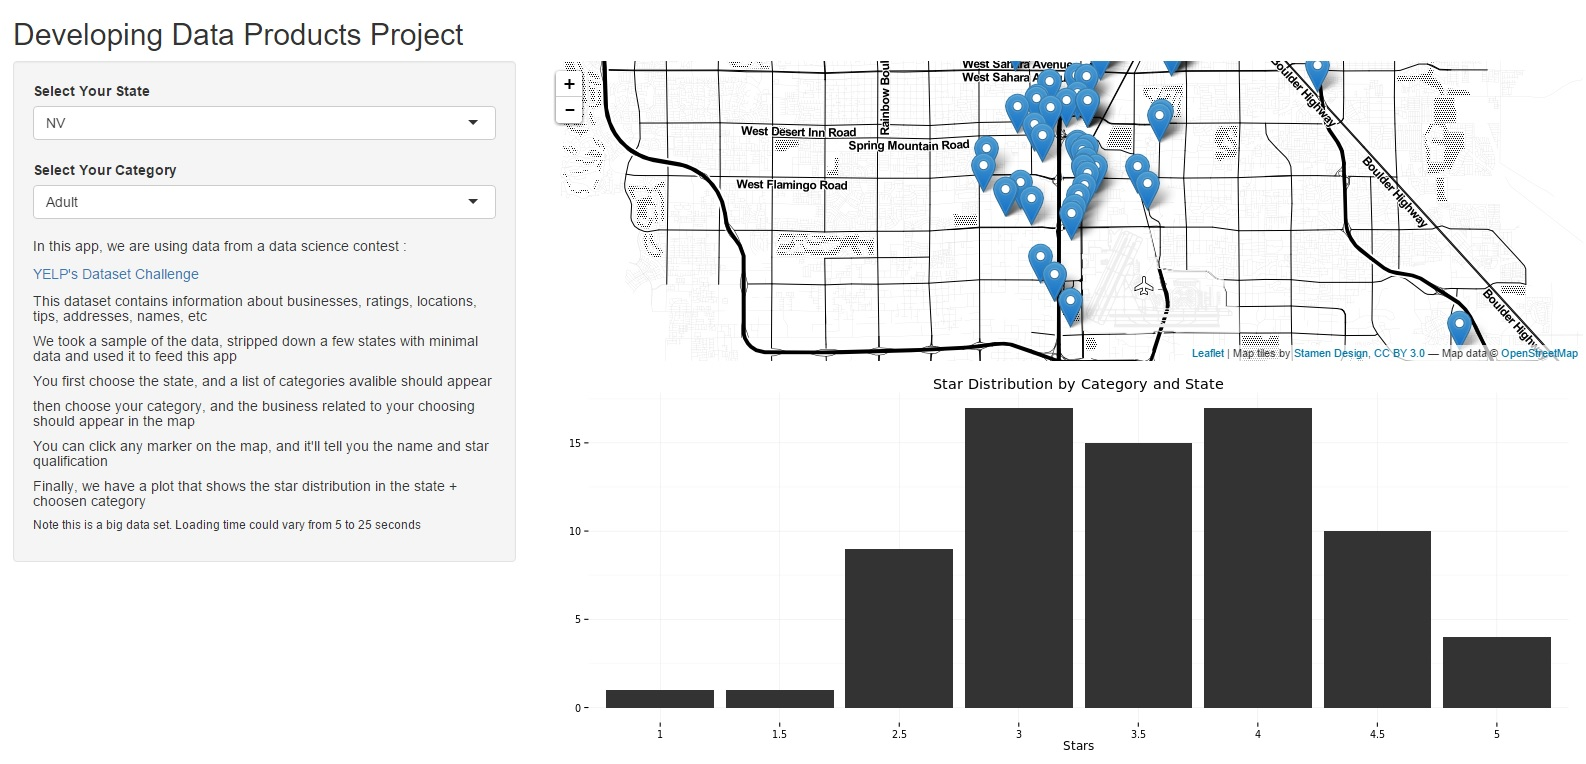 Developing Data Products Project
Select Your State
NV
Select Your Category
Adult
In this app, we are using data from a data science contest :
YELP's Dataset Challenge
This dataset contains information about businesses, ratings, locations,
tips, addresses, names, etc
We took a sample of the data, stripped down a few states with minimal
data and used it to feed this app
You first choose the state, and a list of categories avalible should appear
then choose your category, and the business related to your choosing
should appear in the map
You can click any marker on the map, and it'll tell you the name and star
qualification
Finally, we have a plot that shows the star distribution in the state +
choosen category
Note this is a big data set. Loading time could vary from 5 to 25 seconds
+
−
West Sahara Avenue
West Sahara A
Rainbow Boul
West Desert Inn Road
Spring Mountain Road
West Flamingo Road
Boulder Highway
Boulder Highway
Boulder Highway
Leaflet | Map tiles by Stamen Design, CC BY 3.0 — Map data © OpenStreetMap
Star Distribution by Category and State
15
10
5
0
1 1.5 2.5 3 3.5 4 4.5 5
Stars